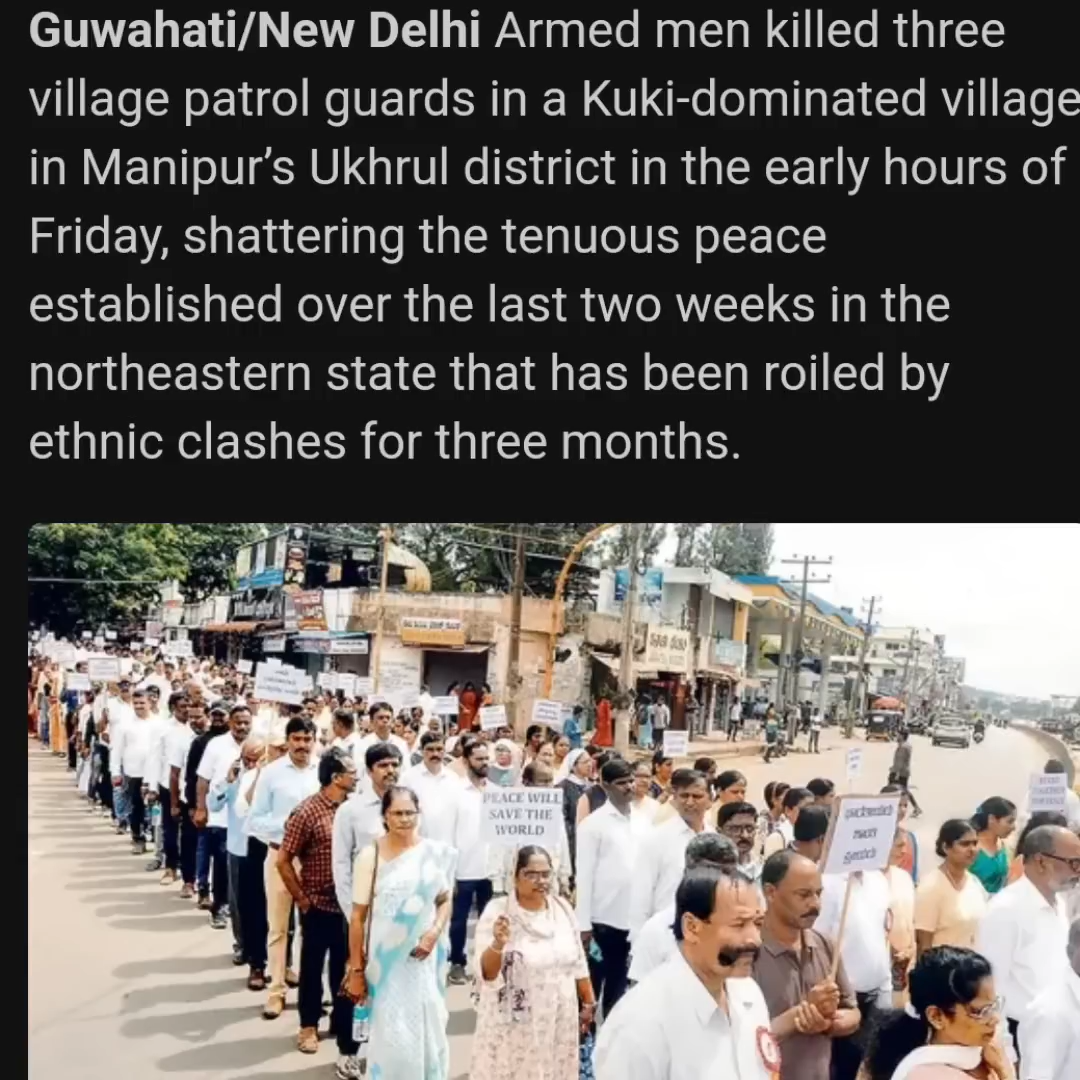 Guwahati/New Delhi Armed men killed three
village patrol guards in a Kuki-dominated village
in Manipur’s Ukhrul district in the early hours of
Friday, shattering the tenuous peace
established over the last two weeks in the
northeastern state that has been roiled by
ethnic clashes for three months.
PEACE WILL
SAVE THE
WORLD